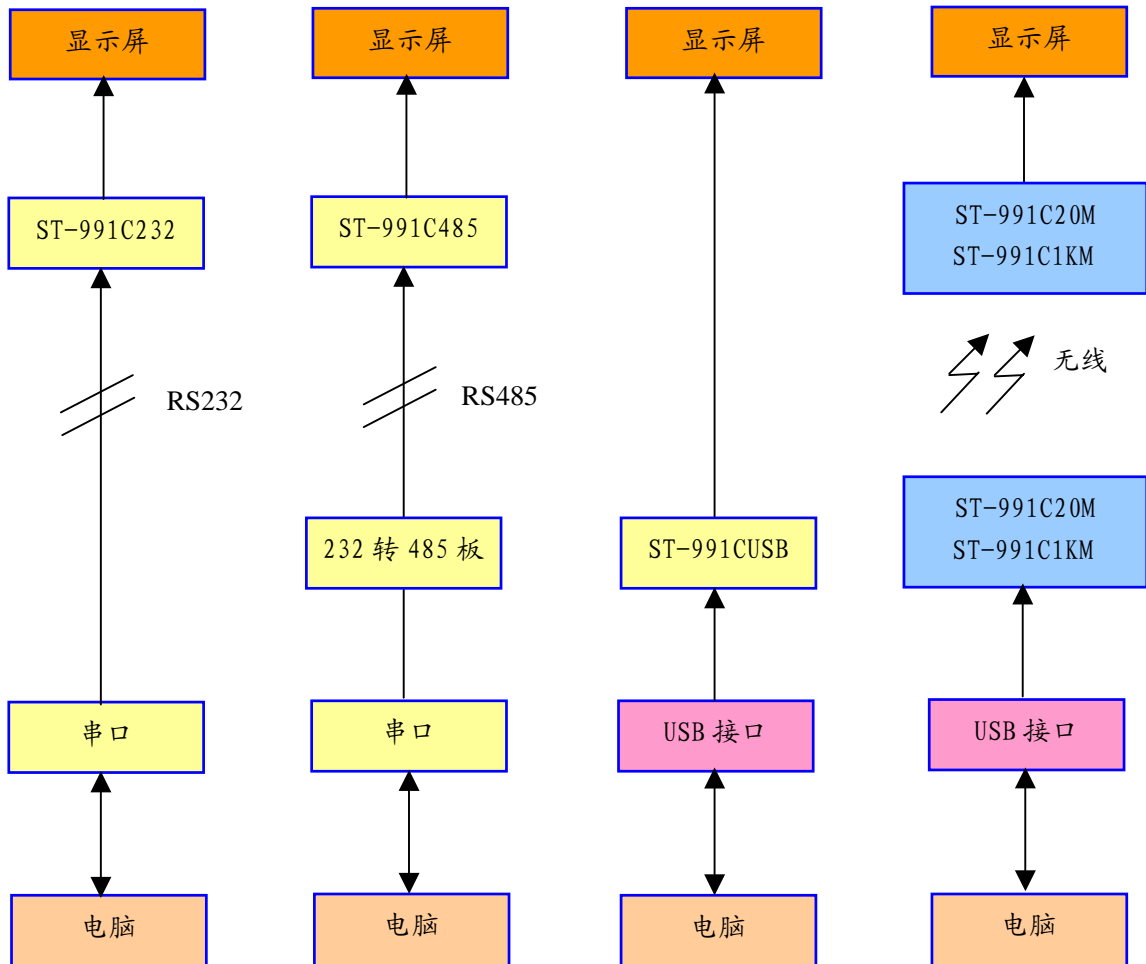 显示屏
显示屏
显示屏
显示屏
ST-991C232
ST-991C485
ST-991C20M
ST-991C1KM
RS232
RS485
无线
232 转 485 板
ST-991CUSB
ST-991C20M
ST-991C1KM
串口
串口
USB 接口
USB 接口
电脑
电脑
电脑
电脑